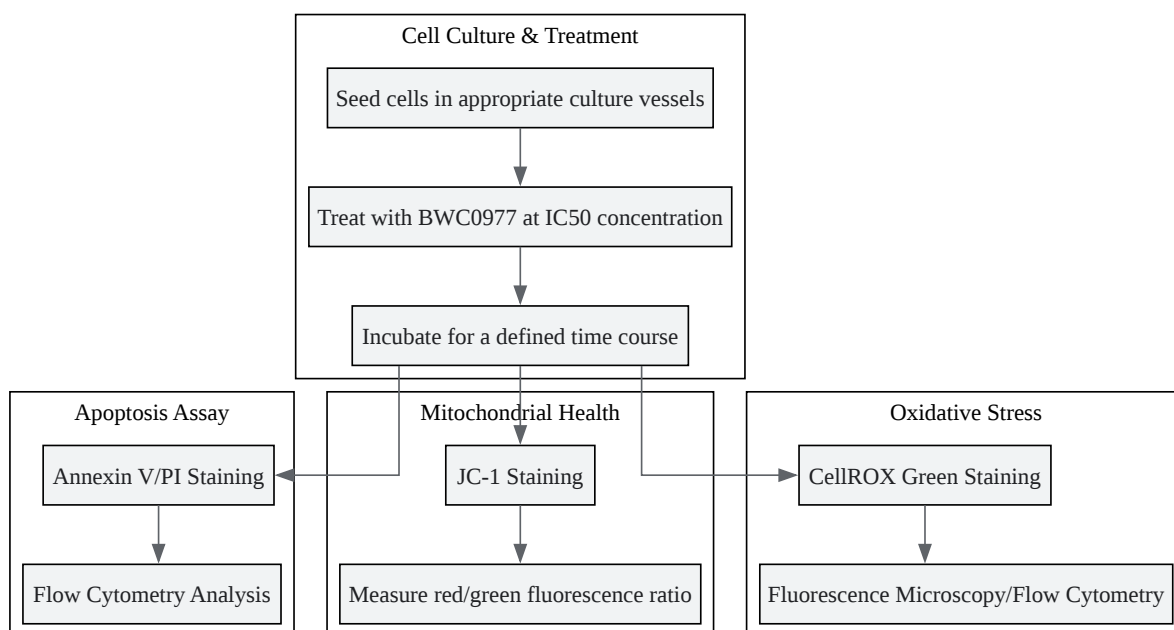 Cell Culture & Treatment
Seed cells in appropriate culture vessels
Treat with BWC0977 at IC50 concentration
Incubate for a defined time course
Apoptosis Assay
Annexin V/PI Staining
Flow Cytometry Analysis
Mitochondrial Health
JC-1 Staining
Measure red/green fluorescence ratio
Oxidative Stress
CellROX Green Staining
Fluorescence Microscopy/Flow Cytometry